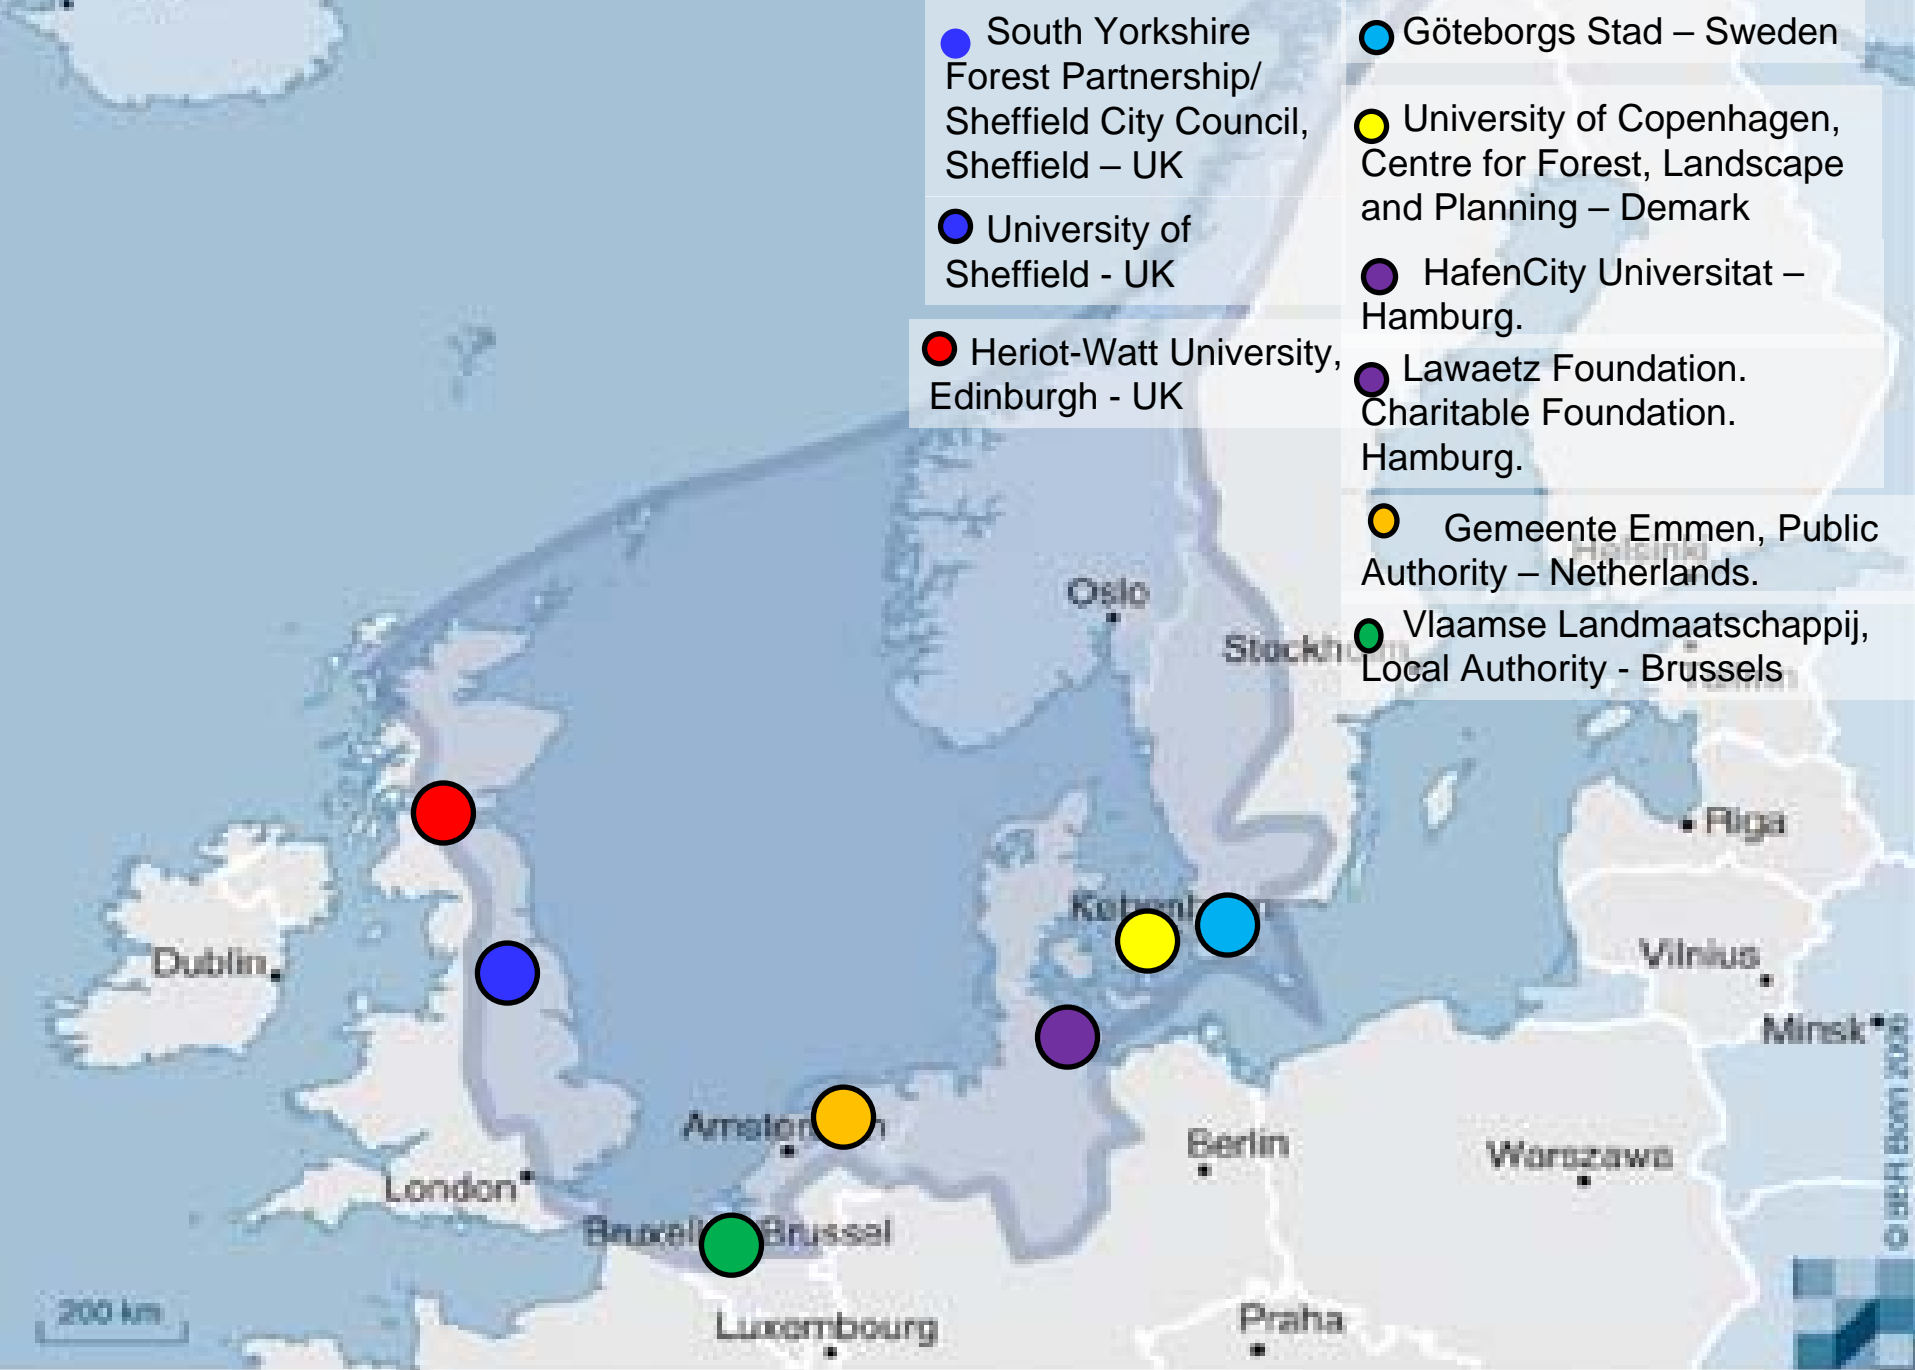 South Yorkshire
Forest Partnership/
Sheffield City Council,
Sheffield – UK
University of
Sheffield - UK
Heriot-Watt University,
Edinburgh - UK
Göteborgs Stad – Sweden
University of Copenhagen,
Centre for Forest, Landscape
and Planning – Demark
HafenCity Universitat –
Hamburg.
Lawaetz Foundation.
Charitable Foundation.
Hamburg.
Gemeente Emmen, Public
Authority – Netherlands.
Vlaamse Landmaatschappij,
Local Authority - Brussels
Helsinki
Oslo
Riga
Dublin
Vilnius
Minsk
Berlin
Warszawa
London
Brussel
Luxembourg
Praha
200 km